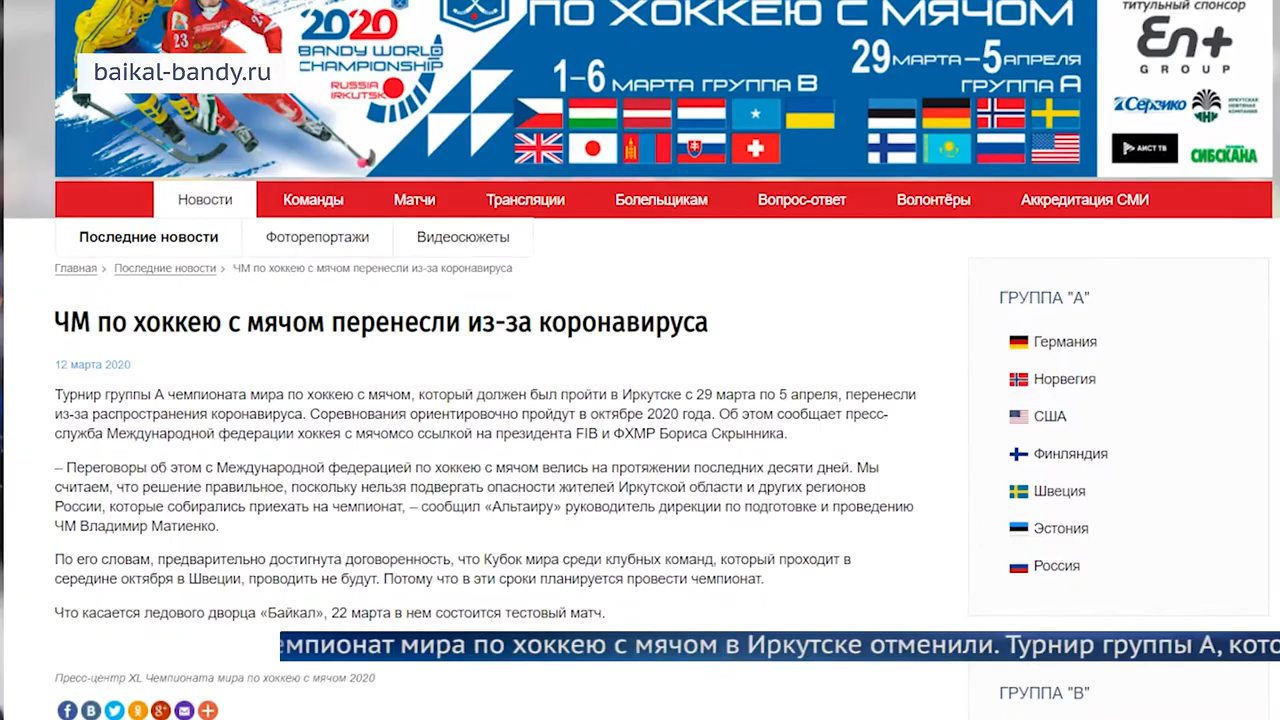 ПО ХОККЕЮ С МЯЧОМ
титульный спонсор
2020
BANDY WORLD
CHAMPIONSHIP
RUSSIA
IRKUTSK
23
baikal-bandy.ru
1–6 МАРТА ГРУППА В
29 МАРТА – 5 АПРЕЛЯ
ГРУППА А
En+
GROUP
Сервико
ИРКУТСКАЯ
НЕФТЯНАЯ
КОМПАНИЯ
АИСТ ТВ
СИБСКАНА
Новости
Команды
Матчи
Трансляции
Болельщикам
Вопрос-ответ
Волонтёры
Аккредитация СМИ
Последние новости
Фоторепортажи
Видеосюжеты
Главная › Последние новости › ЧМ по хоккею с мячом перенесли из-за коронавируса
ЧМ по хоккею с мячом перенесли из-за коронавируса
12 марта 2020
Турнир группы А чемпионата мира по хоккею с мячом, который должен был пройти в Иркутске с 29 марта по 5 апреля, перенесли
из-за распространения коронавируса. Соревнования ориентировочно пройдут в октябре 2020 года. Об этом сообщает пресс-
служба Международной федерации хоккея с мячомсо ссылкой на президента FIB и ФХМР Бориса Скрынника.
– Переговоры об этом с Международной федерацией по хоккею с мячом велись на протяжении последних десяти дней. Мы
считаем, что решение правильное, поскольку нельзя подвергать опасности жителей Иркутской области и других регионов
России, которые собирались приехать на чемпионат, – сообщил «Альтаиру» руководитель дирекции по подготовке и проведению
ЧМ Владимир Матиенко.
По его словам, предварительно достигнута договоренность, что Кубок мира среди клубных команд, который проходит в
середине октября в Швеции, проводить не будут. Потому что в эти сроки планируется провести чемпионат.
Что касается ледового дворца «Байкал», 22 марта в нем состоится тестовый матч.
Пресс-центр XL Чемпионата мира по хоккею с мячом 2020
ГРУППА "А"
Германия
Норвегия
США
Финляндия
Швеция
Эстония
Россия
емпионат мира по хоккею с мячом в Иркутске отменили. Турнир группы А, кото
ГРУППА "В"